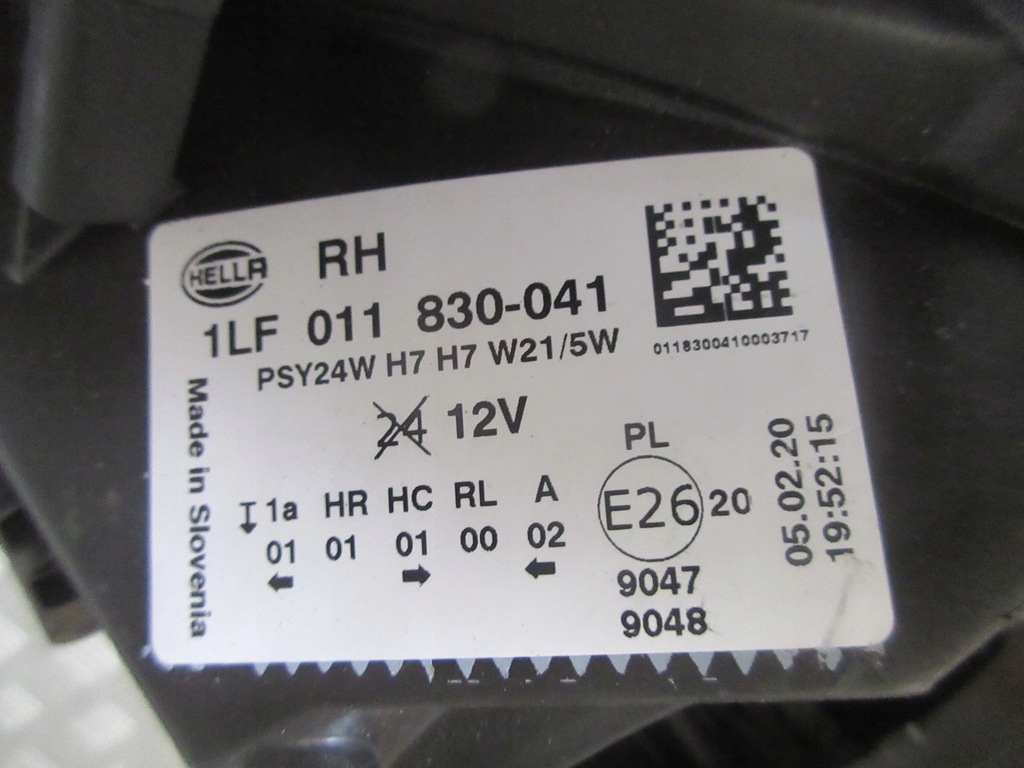 HELLA RH
1LF 011 830-041
PSY24W H7 H7 W21/5W
0118300410003717
24 12V
Made in Slovenia
1a HR HC RL A
01 01 01 00 02
PL
E26 20
9047
9048
05.02.20
19:52:15